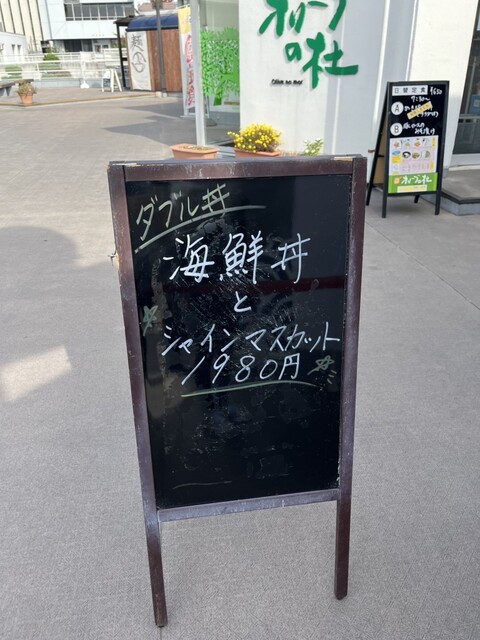 オリーブ
の杜
Olive no mori
日替定食 ¥650
A
B
オリーブの杜
ダブル丼
海鮮丼
と
シャインマスカット
1980円